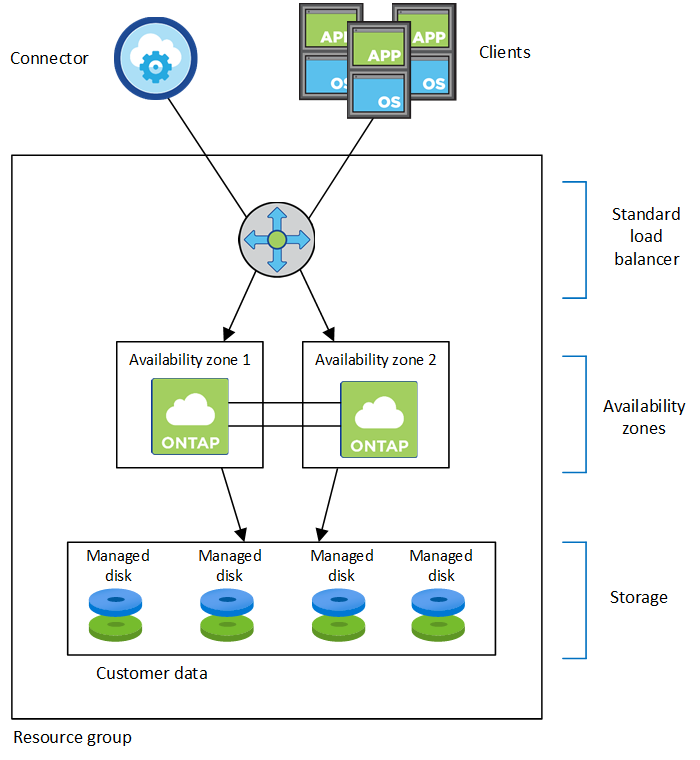 Connector
APP
OS
APP
OS
APP
OS
Clients
Standard
load
balancer
Availability zone 1
ONTAP
Availability zone 2
ONTAP
Availability
zones
Managed
disk
Managed
disk
Managed
disk
Managed
disk
Storage
Customer data
Resource group